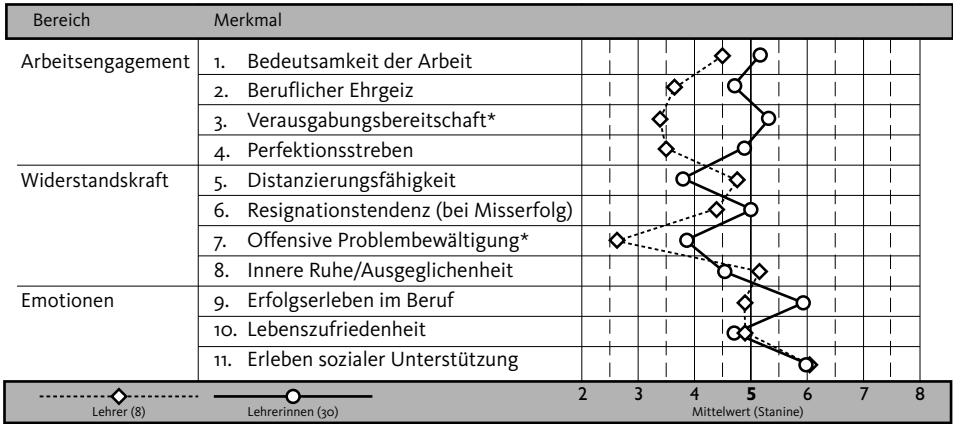 Bereich Merkmal
Arbeitsengagement 1. Bedeutsamkeit der Arbeit
2. Beruflicher Ehrgeiz
3. Verausgabungsbereitschaft*
4. Perfektionsstreben
Widerstandskraft 5. Distanzierungsfähigkeit
6. Resignationstendenz (bei Misserfolg)
7. Offensive Problembewältigung*
8. Innere Ruhe/Ausgeglichenheit
Emotionen 9. Erfolgserleben im Beruf
10. Lebenszufriedenheit
11. Erleben sozialer Unterstützung
2 3 4 5 6 7 8
Lehrer (8) Lehrerinnen (30) Mittelwert (Stanine)